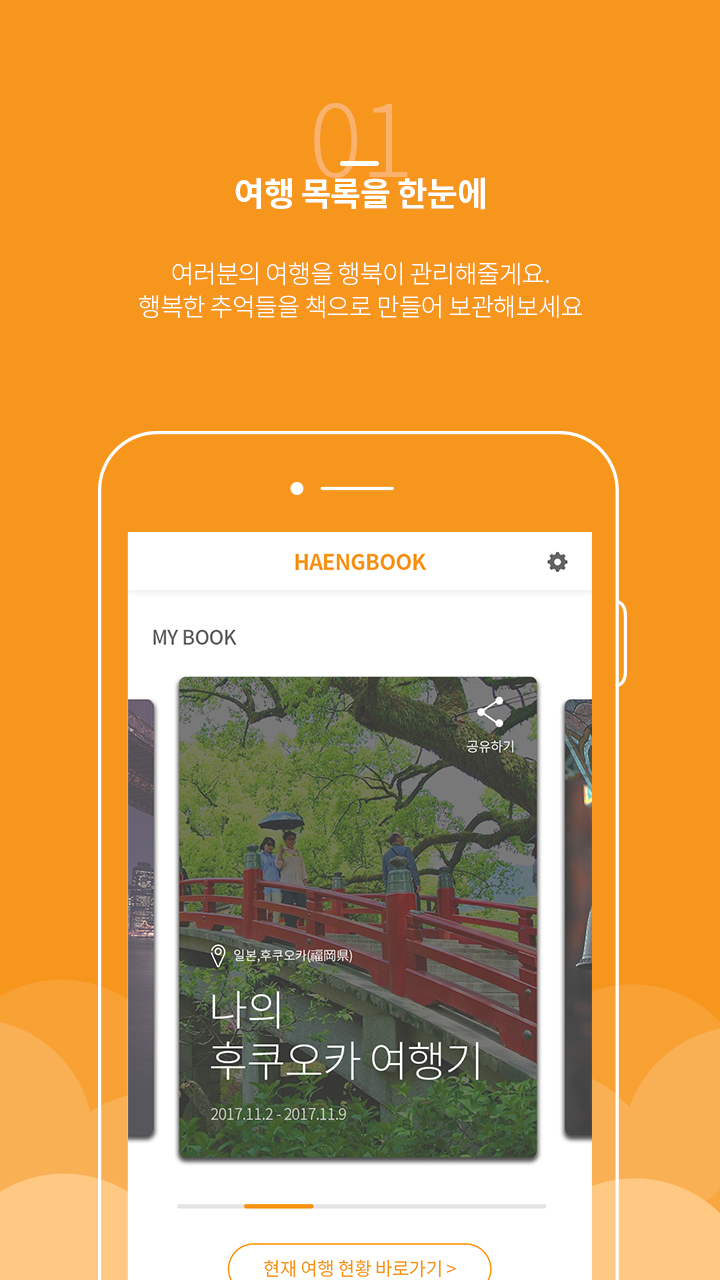 01
여행 목록을 한눈에
여러분의 여행을 행북이 관리해줄게요.
행복한 추억들을 책으로 만들어 보관해보세요
HAENGBOOK
MY BOOK
공유하기
일본,후쿠오카(福岡県)
나의
후쿠오카 여행기
2017.11.2 - 2017.11.9
현재 여행 현황 바로가기 >